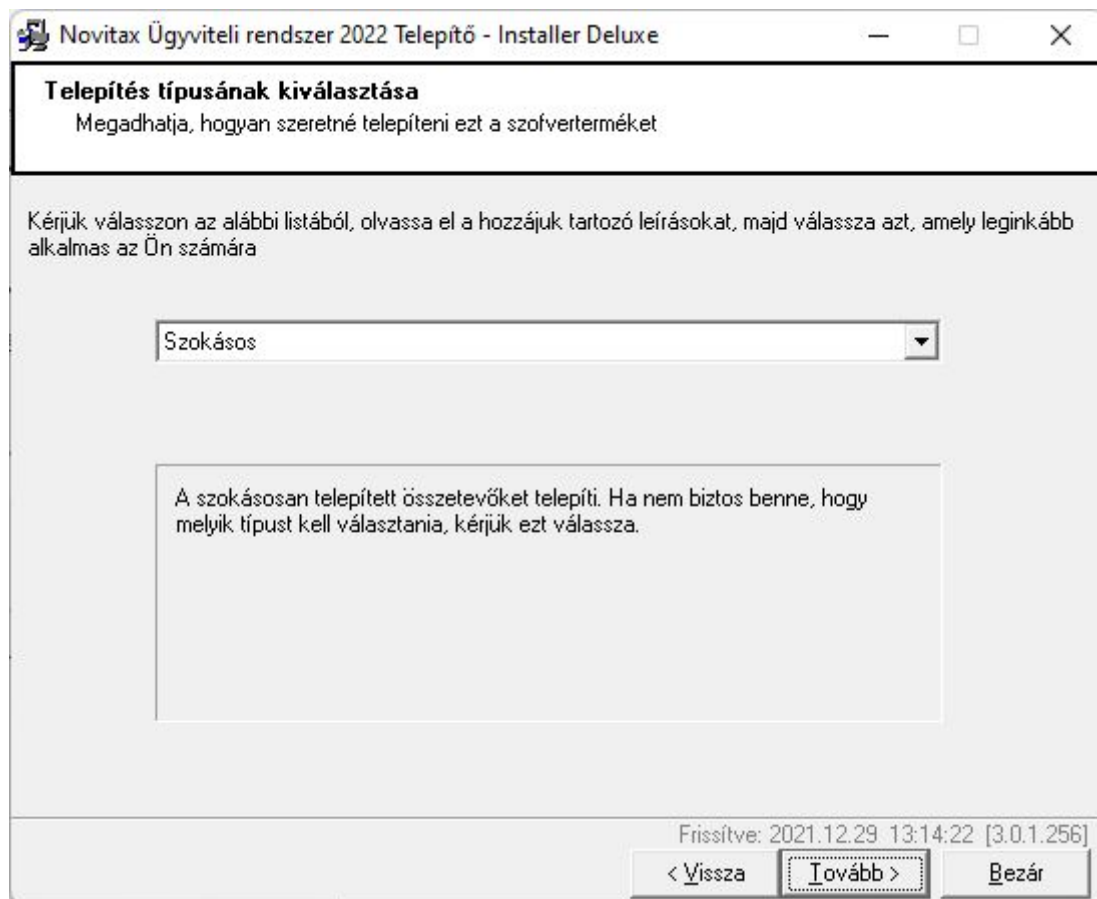 Novitax Ügyviteli rendszer 2022 Telepítő - Installer Deluxe
Telepítés típusának kiválasztása
Megadhatja, hogyan szeretné telepíteni ezt a szofverterméket
Kérjük válasszon az alábbi listából, olvassa el a hozzájuk tartozó leírásokat, majd válassza azt, amely leginkább
alkalmas az Ön számára
Szokásos
A szokásosan telepített összetevőket telepíti. Ha nem biztos benne, hogy
melyik típust kell választania, kérjük ezt válassza.
Frissítve: 2021.12.29 13:14:22 [3.0.1.256]
< Vissza Tovább > Bezár